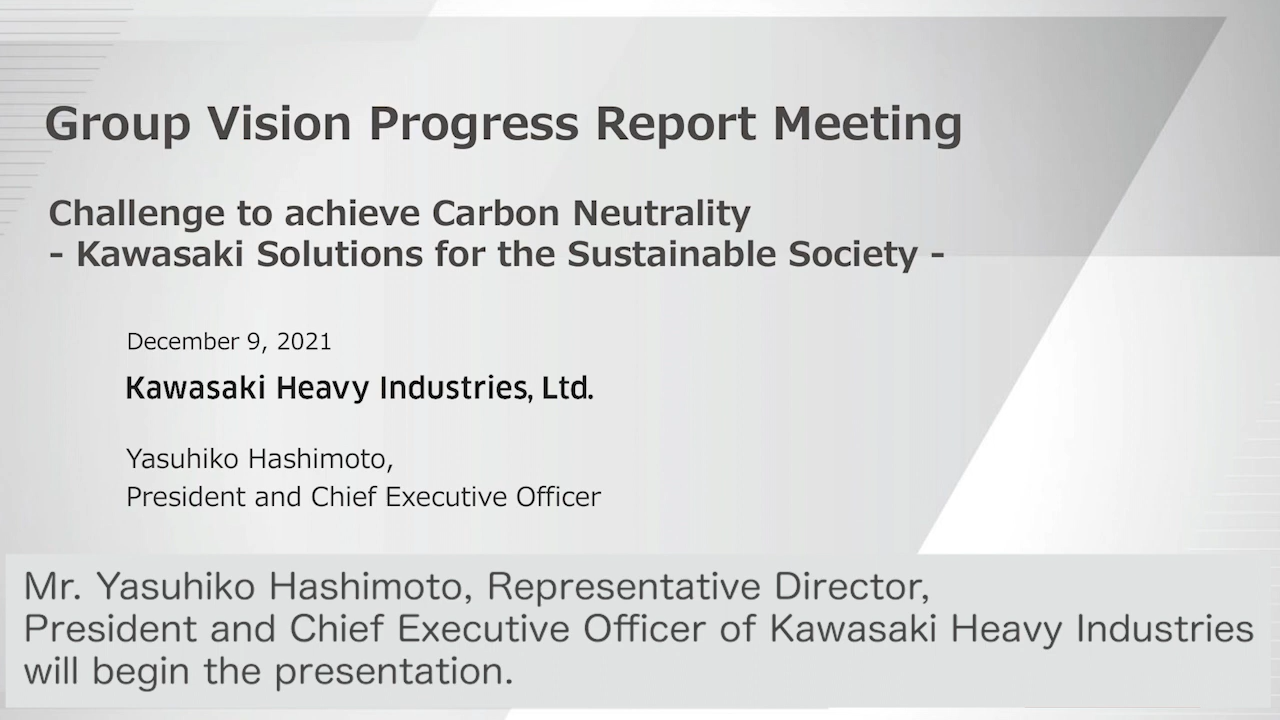 Group Vision Progress Report Meeting
Challenge to achieve Carbon Neutrality
- Kawasaki Solutions for the Sustainable Society -
December 9, 2021
Kawasaki Heavy Industries, Ltd.
Yasuhiko Hashimoto,
President and Chief Executive Officer
Mr. Yasuhiko Hashimoto, Representative Director,
President and Chief Executive Officer of Kawasaki Heavy Industries
will begin the presentation.